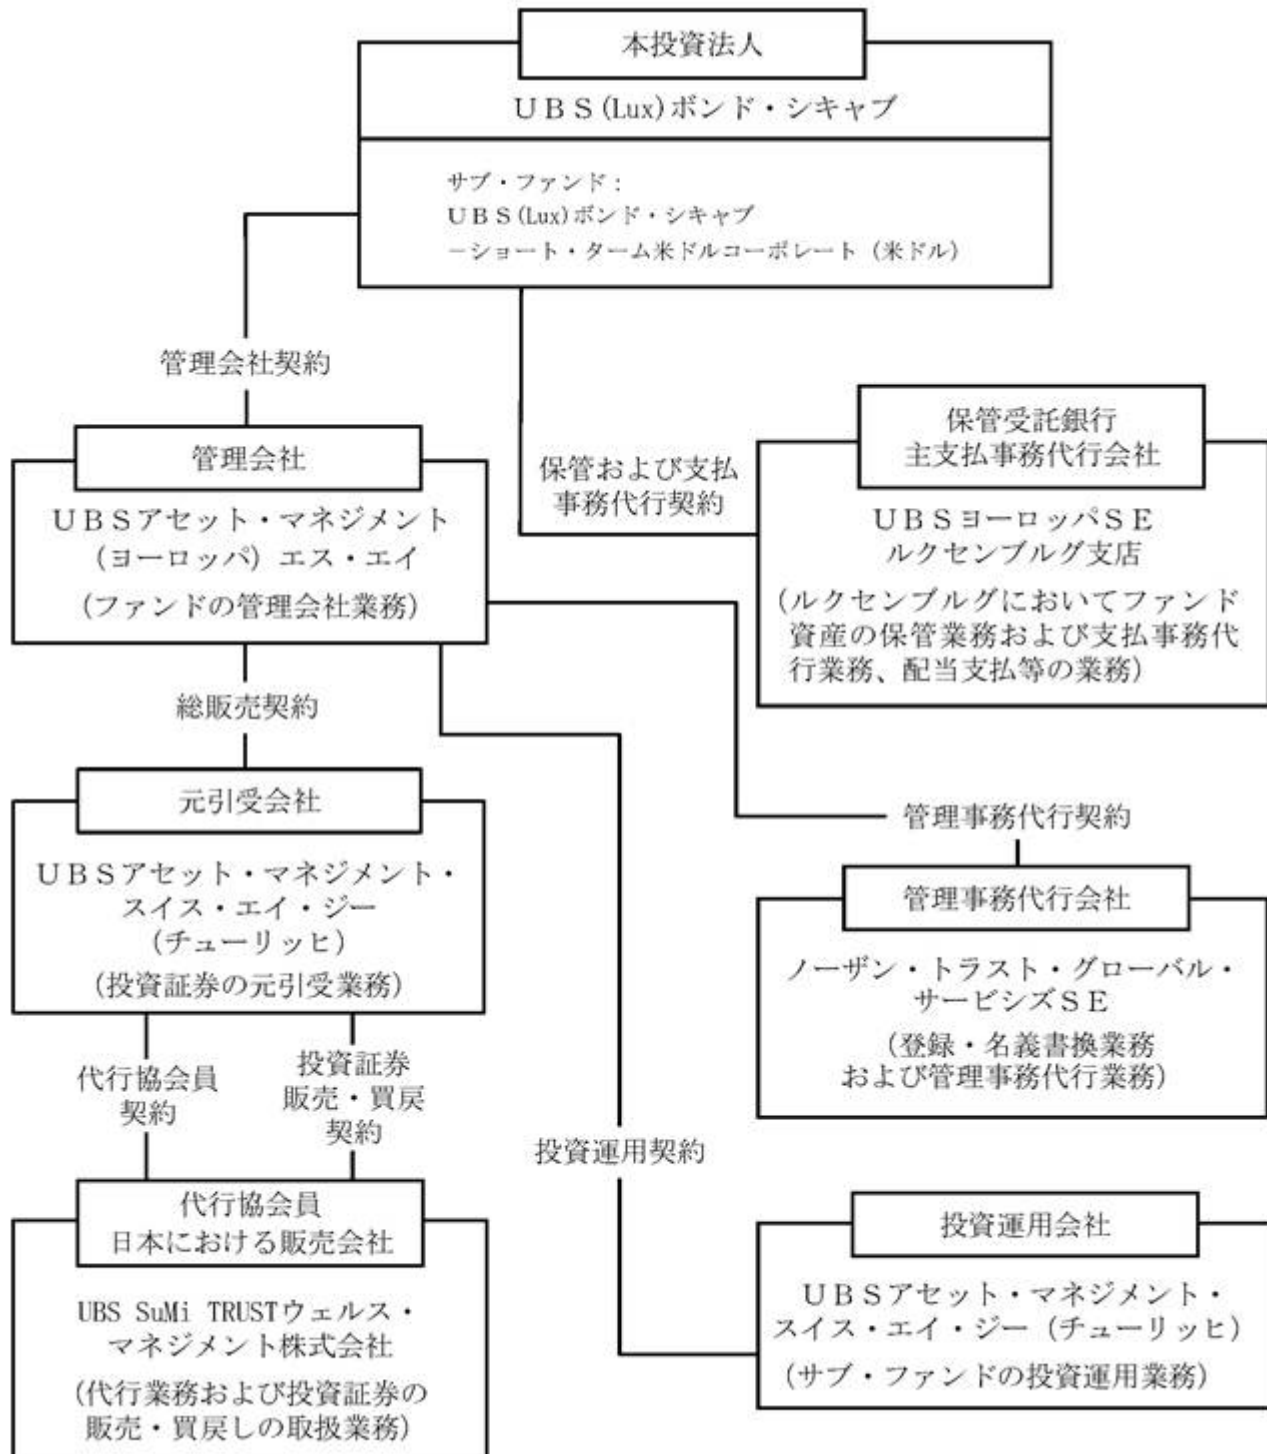 本投資法人
ＵＢＳ(Lux)ボンド・シキャブ
サブ・ファンド：
ＵＢＳ(Lux)ボンド・シキャブ
－ショート・ターム米ドルコーポレート（米ドル）
管理会社契約
管理会社
ＵＢＳアセット・マネジメント
（ヨーロッパ）エス・エイ
（ファンドの管理会社業務）
保管および支払
事務代行契約
保管受託銀行
主支払事務代行会社
ＵＢＳヨーロッパＳＥ
ルクセンブルグ支店
（ルクセンブルグにおいてファンド
資産の保管業務および支払事務代
行業務、配当支払等の業務）
総販売契約
元引受会社
ＵＢＳアセット・マネジメント・
スイス・エイ・ジー
（チューリッヒ）
（投資証券の元引受業務）
管理事務代行契約
管理事務代行会社
ノーザン・トラスト・グローバル・
サービシズＳＥ
（登録・名義書換業務
および管理事務代行業務）
代行協会員
契約
投資証券
販売・買戻
契約
投資運用契約
代行協会員
日本における販売会社
UBS SuMi TRUSTウェルス・
マネジメント株式会社
（代行業務および投資証券の
販売・買戻しの取扱業務）
投資運用会社
ＵＢＳアセット・マネジメント・
スイス・エイ・ジー（チューリッヒ）
（サブ・ファンドの投資運用業務）